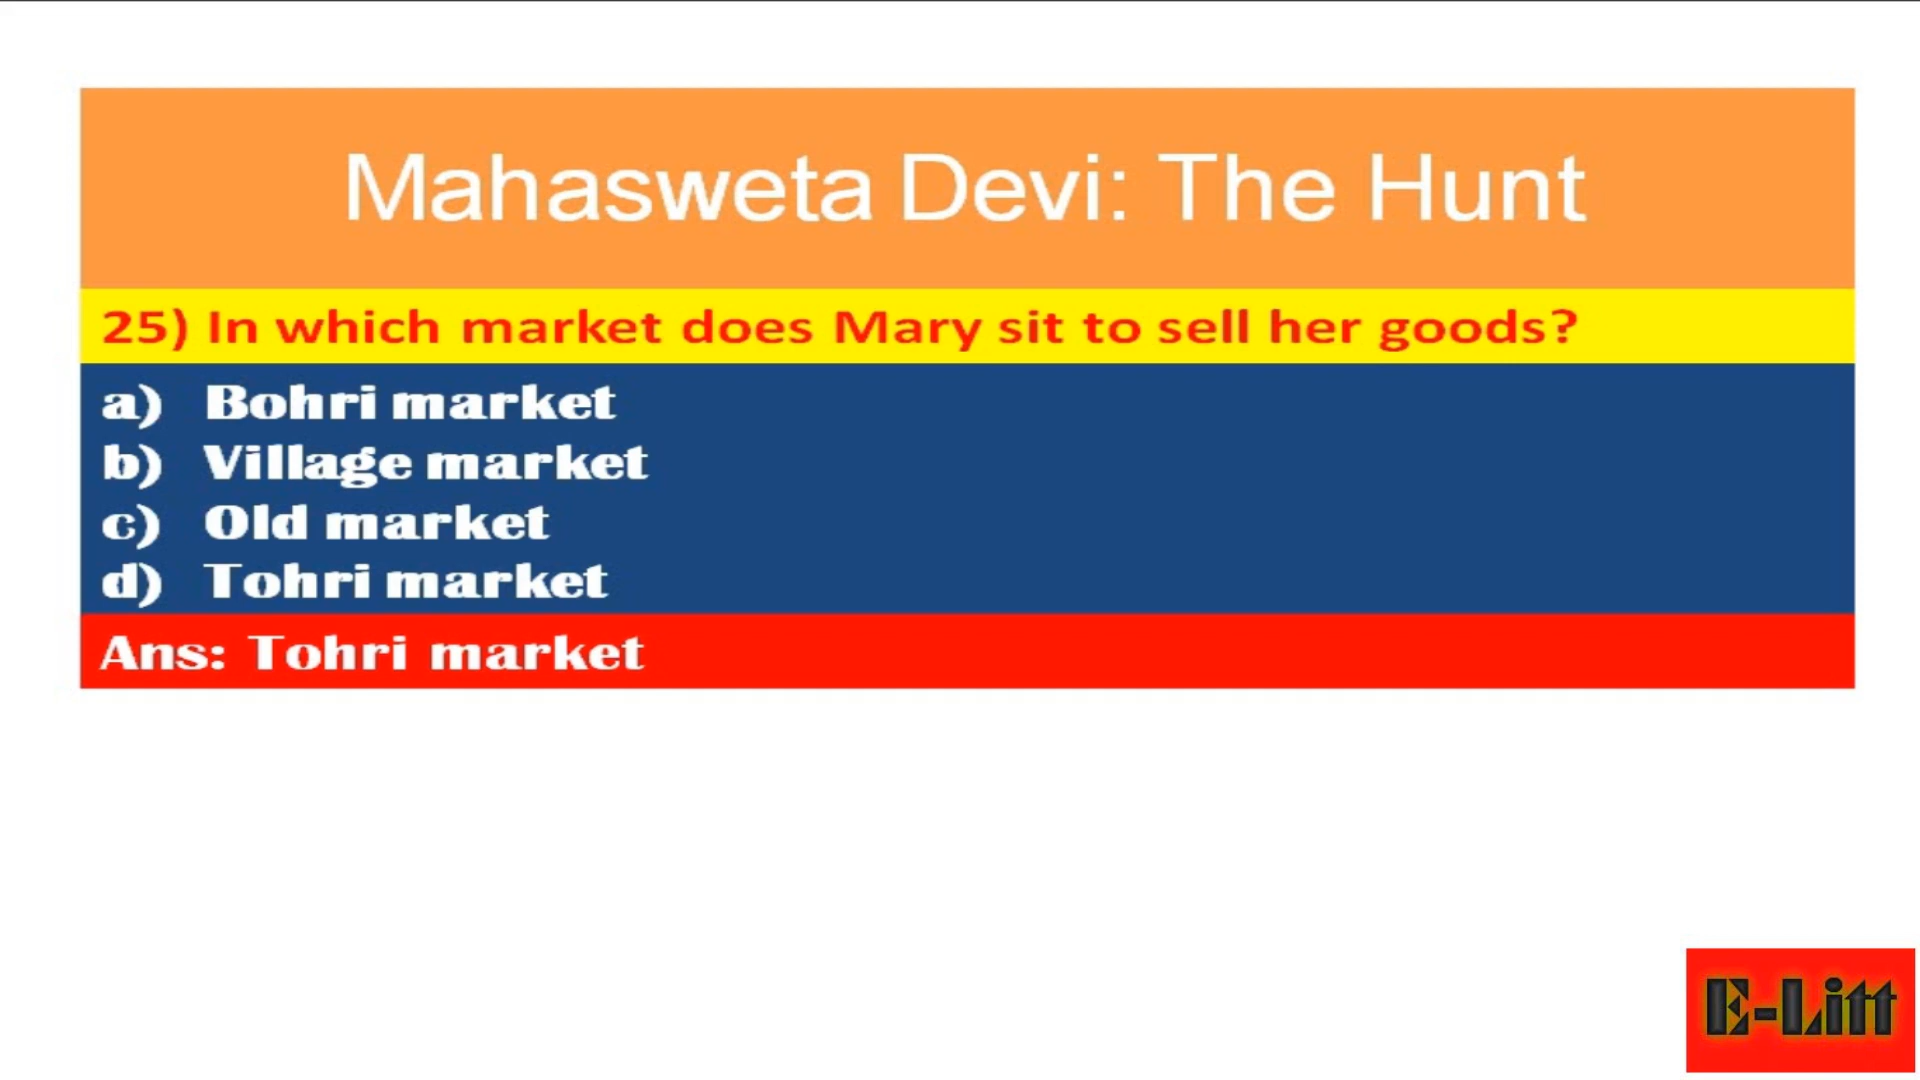 Mahasweta Devi: The Hunt
25) In which market does Mary sit to sell her goods?
a) Bohri market
b) Village market
c) Old market
d) Tohri market
Ans: Tohri market
E-Litt